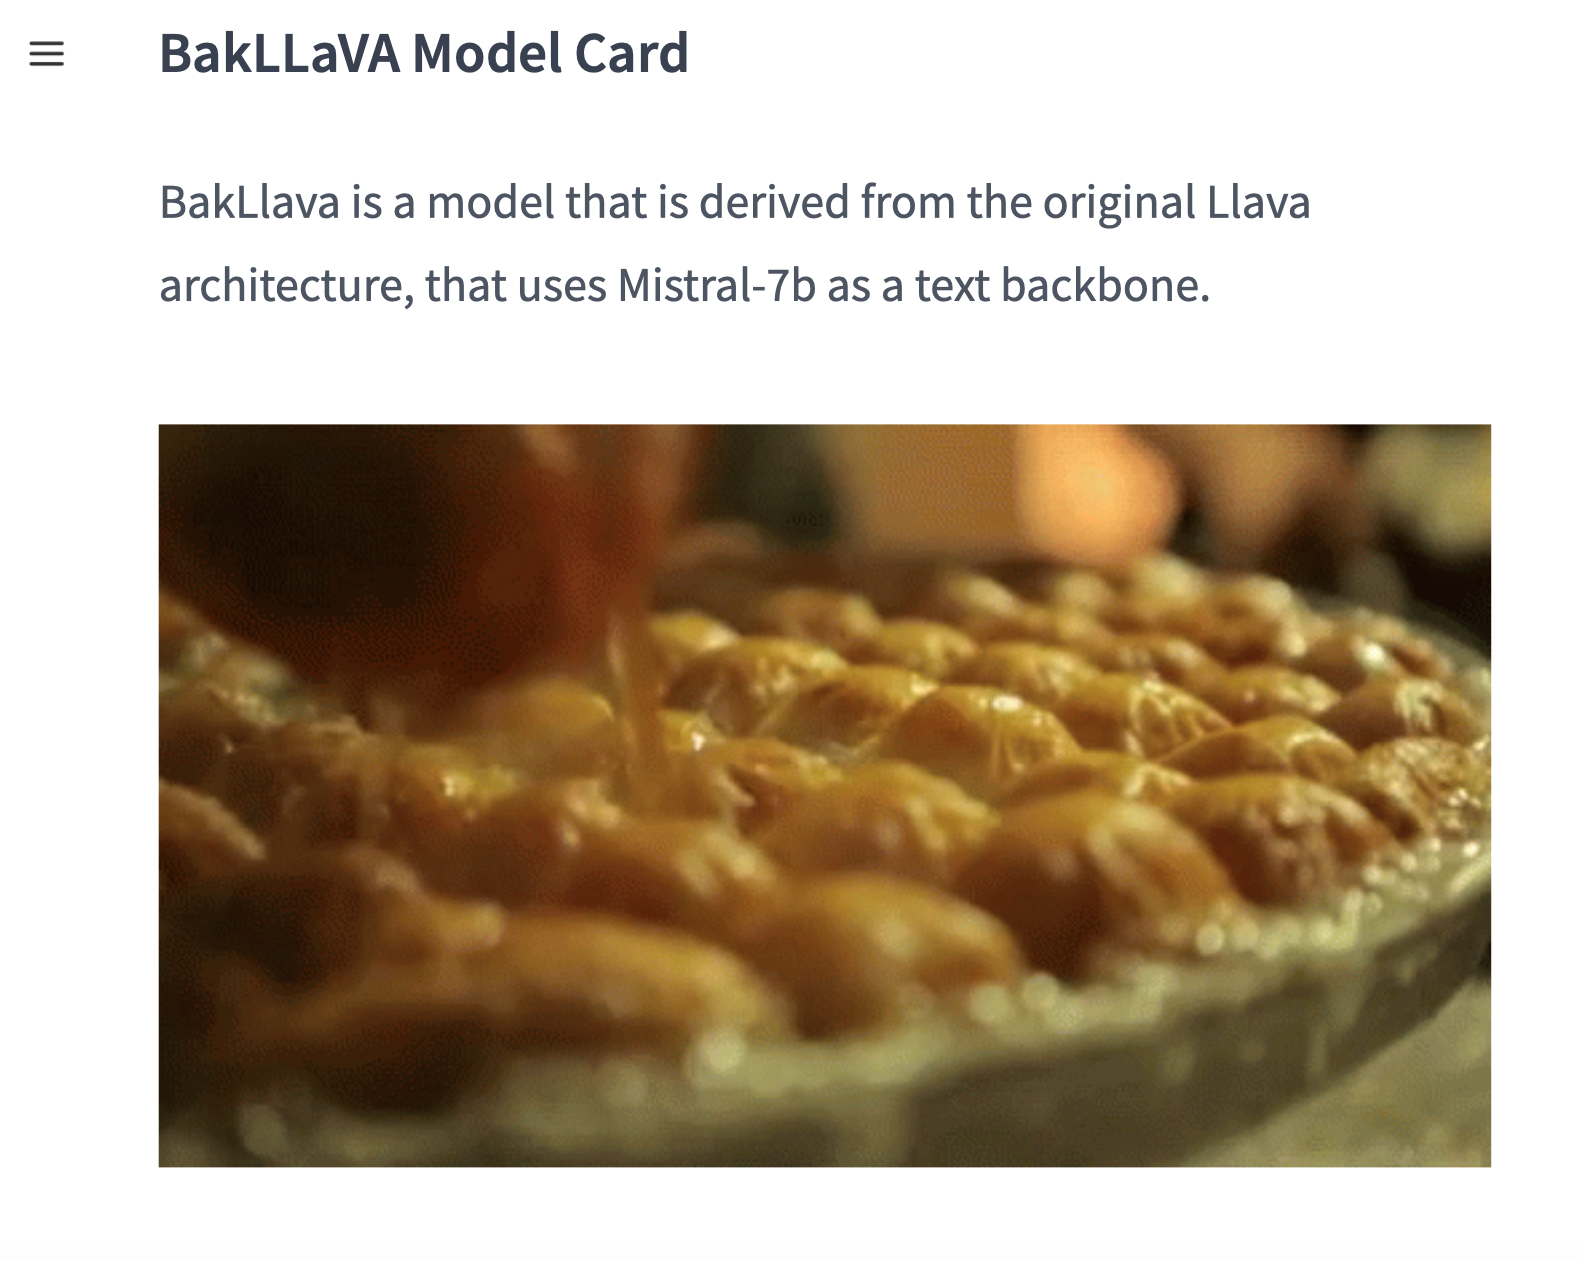 BakLLaVA Model Card
BakLlava is a model that is derived from the original Llava
architecture, that uses Mistral-7b as a text backbone.